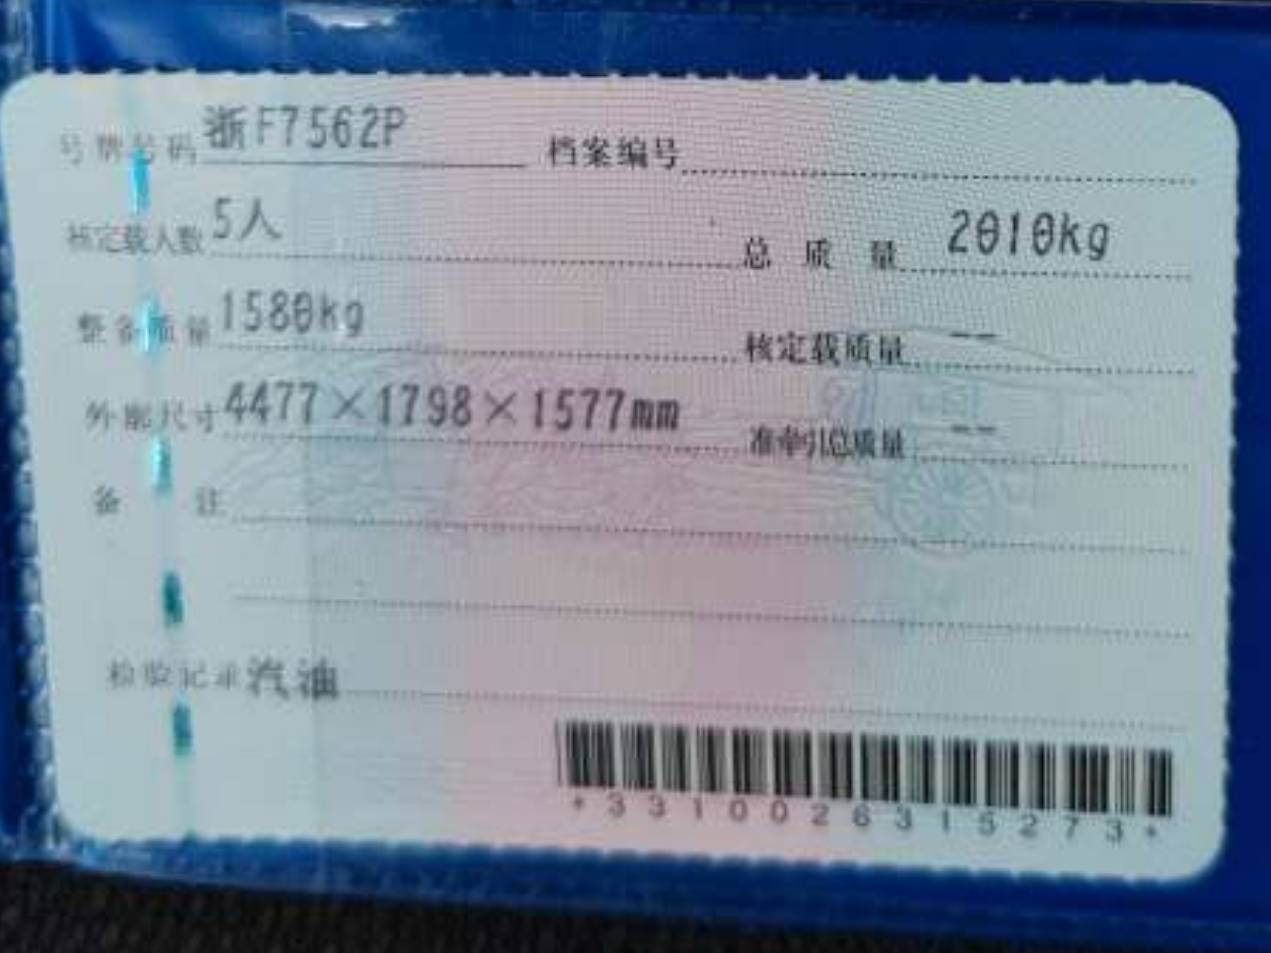 号牌号码 浙F7562P 档案编号
核定载人数 5人 总质量 2010kg
整备质量 1580kg 核定载质量 --
外廓尺寸 4477×1798×1577mm 准牵引总质量 --
备注
检验记录 汽油
*3310026315273*